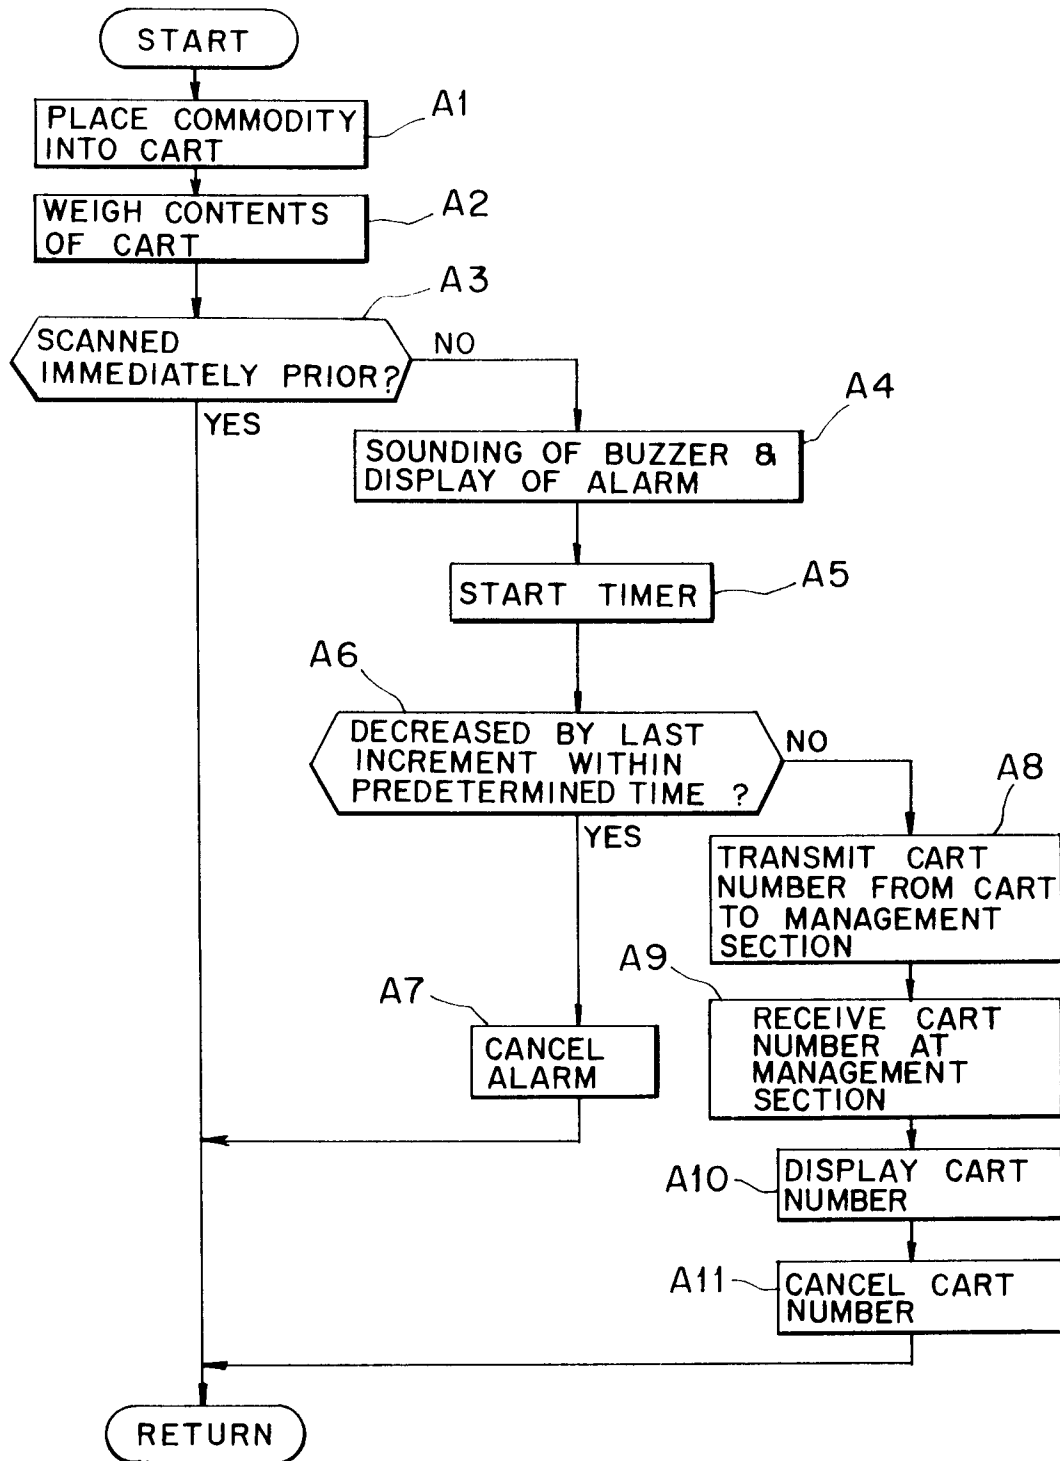 START
PLACE COMMODITY
INTO CART
A1
WEIGH CONTENTS
OF CART
A2
A3
SCANNED
IMMEDIATELY PRIOR?
NO
YES
A4
SOUNDING OF BUZZER &
DISPLAY OF ALARM
A5
START TIMER
A6
DECREASED BY LAST
INCREMENT WITHIN
PREDETERMINED TIME ?
NO
YES
A8
TRANSMIT CART
NUMBER FROM CART
TO MANAGEMENT
SECTION
A9
RECEIVE CART
NUMBER AT
MANAGEMENT
SECTION
A7
CANCEL
ALARM
A10
DISPLAY CART
NUMBER
A11
CANCEL CART
NUMBER
RETURN